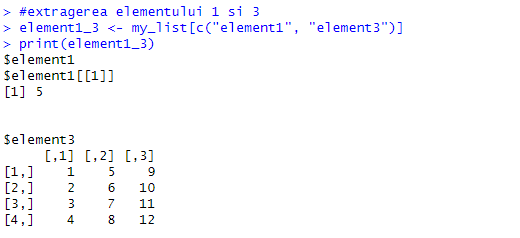 > #extragerea elementului 1 si 3
> element1_3 <- my_list[c("element1", "element3")]
> print(element1_3)
$element1
$element1[[1]]
[1] 5
$element3
     [,1] [,2] [,3]
[1,]    1    5    9
[2,]    2    6   10
[3,]    3    7   11
[4,]    4    8   12